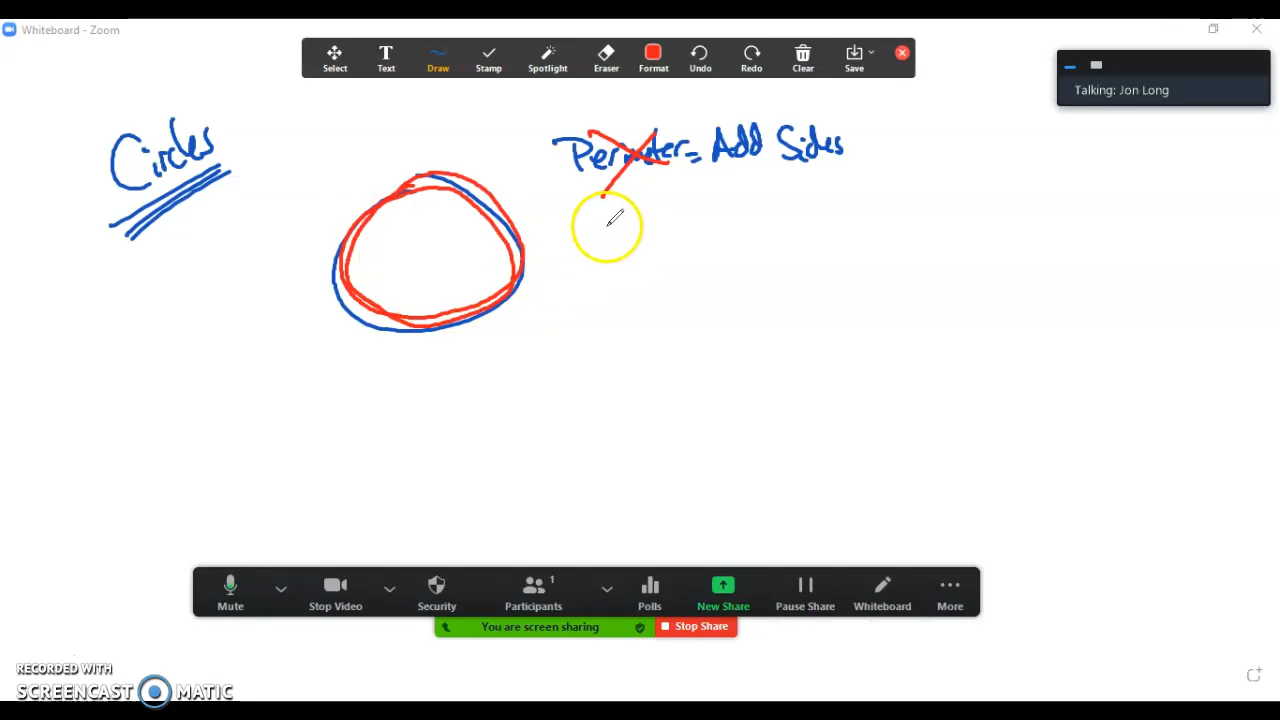 Whiteboard - Zoom
Select Text Draw Stamp Spotlight Eraser Format Undo Redo Clear Save
Talking: Jon Long
Circles
Perimeter = Add Sides
Mute Stop Video Security Participants 1 Polls New Share Pause Share Whiteboard More
You are screen sharing Stop Share
RECORDED WITH
SCREENCAST MATIC